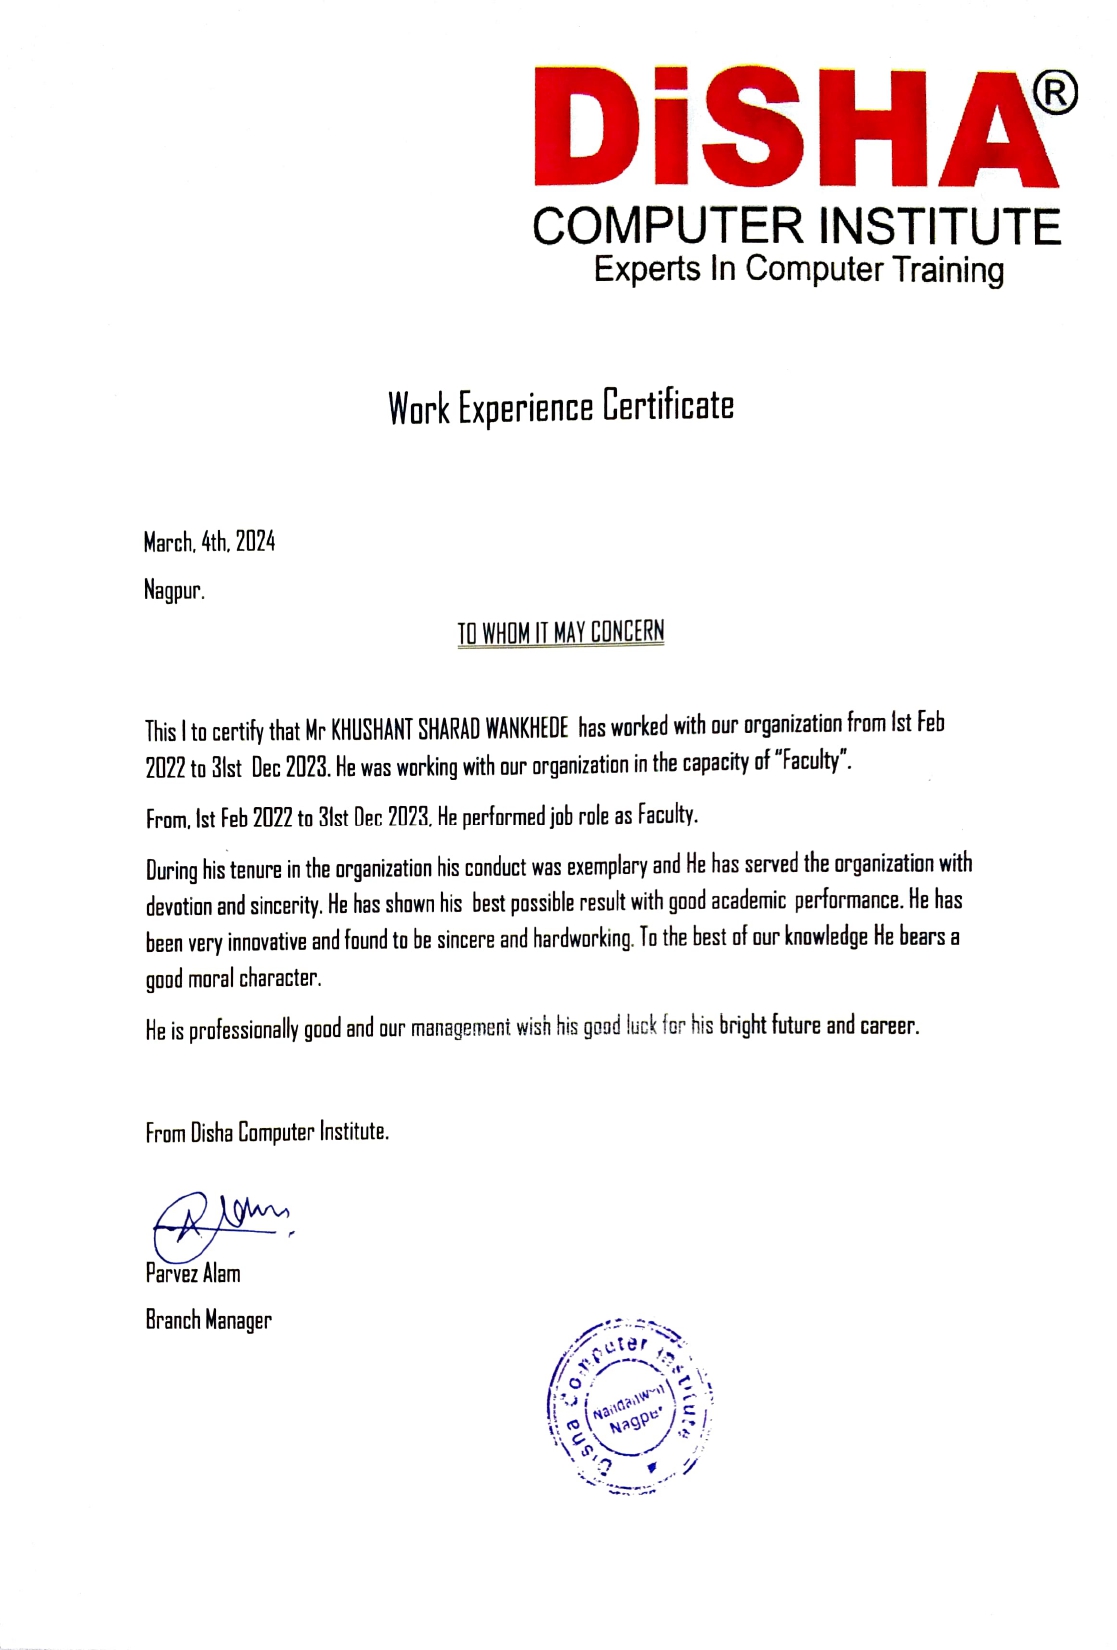 DiSHA®
COMPUTER INSTITUTE
Experts In Computer Training
Work Experience Certificate
March, 4th, 2024
Nagpur.
TO WHOM IT MAY CONCERN
This I to certify that Mr KHUSHANT SHARAD WANKHEDE has worked with our organization from 1st Feb
2022 to 31st Dec 2023. He was working with our organization in the capacity of "Faculty".
From, 1st Feb 2022 to 31st Dec 2023, He performed job role as Faculty.
During his tenure in the organization his conduct was exemplary and He has served the organization with
devotion and sincerity. He has shown his best possible result with good academic performance. He has
been very innovative and found to be sincere and hardworking. To the best of our knowledge He bears a
good moral character.
He is professionally good and our management wish his good luck for his bright future and career.
From Disha Computer Institute.
Parvez Alam
Branch Manager
Disha Computer Institute
Nagpur